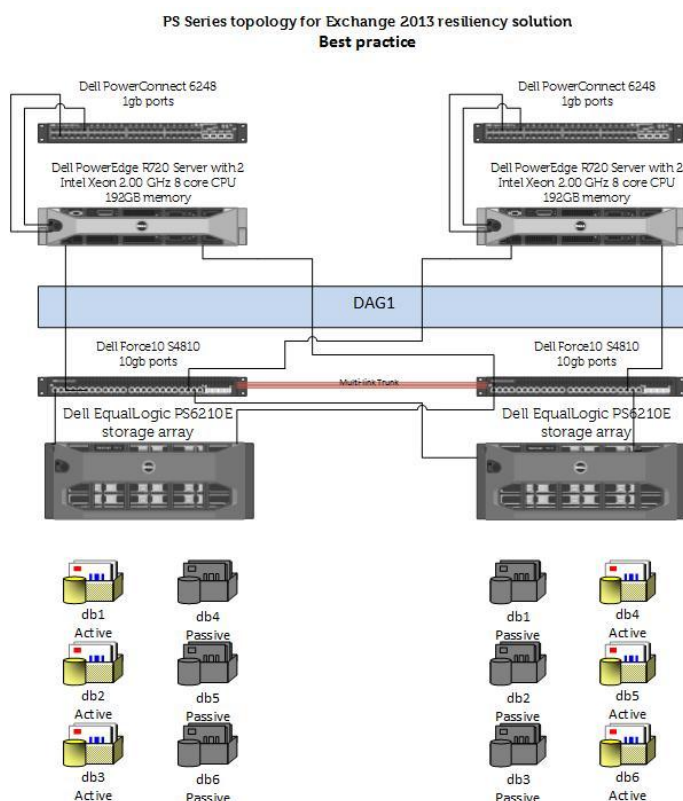 PS Series topology for Exchange 2013 resiliency solution
Best practice
Dell PowerConnect 6248
1gb ports
Dell PowerConnect 6248
1gb ports
Dell PowerEdge R720 Server with 2
Intel Xeon 2.00 GHz 8 core CPU
192GB memory
Dell PowerEdge R720 Server with 2
Intel Xeon 2.00 GHz 8 core CPU
192GB memory
DAG1
Dell Force10 S4810
10gb ports
Dell Force10 S4810
10gb ports
Multi-link Trunk
Dell EqualLogic PS6210E
storage array
Dell EqualLogic PS6210E
storage array
db1
Active
db4
Passive
db1
Passive
db4
Active
db2
Active
db5
Passive
db2
Passive
db5
Active
db3
Active
db6
Passive
db3
Passive
db6
Active